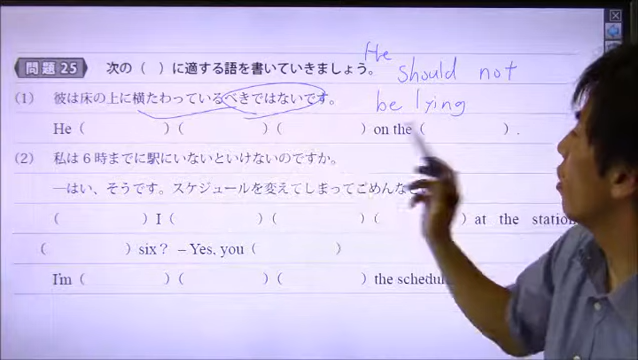 問題25 次の（ ）に適する語を書いていきましょう。
He
should not
be lying
(1) 彼は床の上に横たわっているべきではないです。
He ( ) ( ) ( ) on the ( ) .
(2) 私は6時までに駅にいないといけないのですか。
―はい、そうです。スケジュールを変えてしまってごめんな
( ) I ( ) ( ) ( ) at the station
( ) six? – Yes, you ( )
I'm ( ) ( ) ( ) the schedul